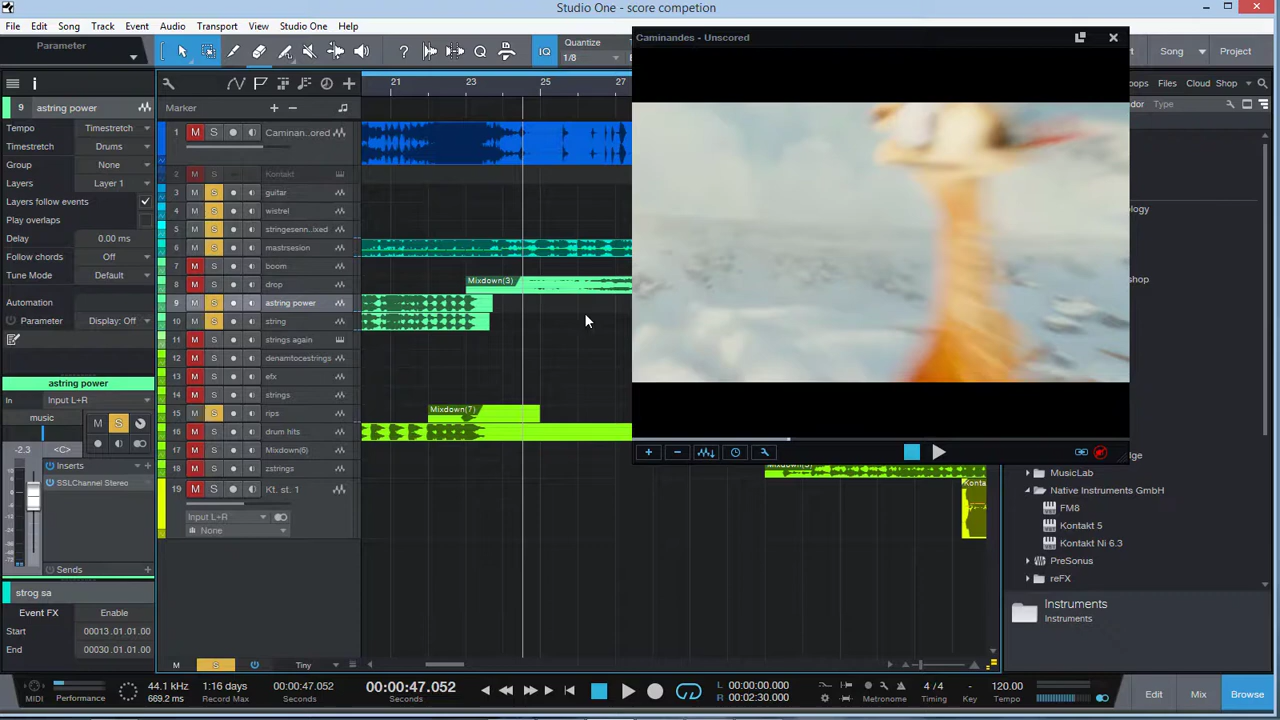 Studio One - score competion
File Edit Song Track Event Audio Transport View Studio One Help
Parameter
IQ
Quantize
1/8
Caminandes - Unscored
Song
Project
21 23 25 27
Files Cloud Shop
Type
9 astring power
Marker
Tempo Timestretch
Timestretch Drums
Group None
Layers Layer 1
Layers follow events
Play overlaps
Delay 0.00 ms
Follow chords Off
Tune Mode Default
Automation
Parameter Display: Off
1 M S Caminan...ored
2 M S Kontakt
3 M S guitar
4 M S wistrel
5 M S stringesenn..ixed
6 M S mastrsesion
7 M S boom
8 M S drop
9 M S astring power
10 M S string
11 M S strings again
12 M S denamtocestrings
13 M S efx
14 M S strings
15 M S rips
16 M S drum hits
17 M S Mixdown(6)
18 M S zstrings
19 M S Kt. st. 1
Input L+R
None
Mixdown(3)
Mixdown(7)
Konta
astring power
In Input L+R
music
M S
-2.3 <C>
Inserts
SSLChannel Stereo
Sends
strog sa
Event FX Enable
Start 00013.01.01.00
End 00030.01.01.00
MusicLab
Native Instruments GmbH
FM8
Kontakt 5
Kontakt Ni 6.3
PreSonus
reFX
Instruments
Instruments
M S Tiny
MIDI
Performance
44.1 kHz
669.2 ms
1:16 days
Record Max
00:00:47.052
Seconds
00:00:47.052
Seconds
L 00:00:00.000
R 00:02:30.000
Metronome
4 / 4
Timing
-
Key
120.00
Tempo
Edit Mix Browse